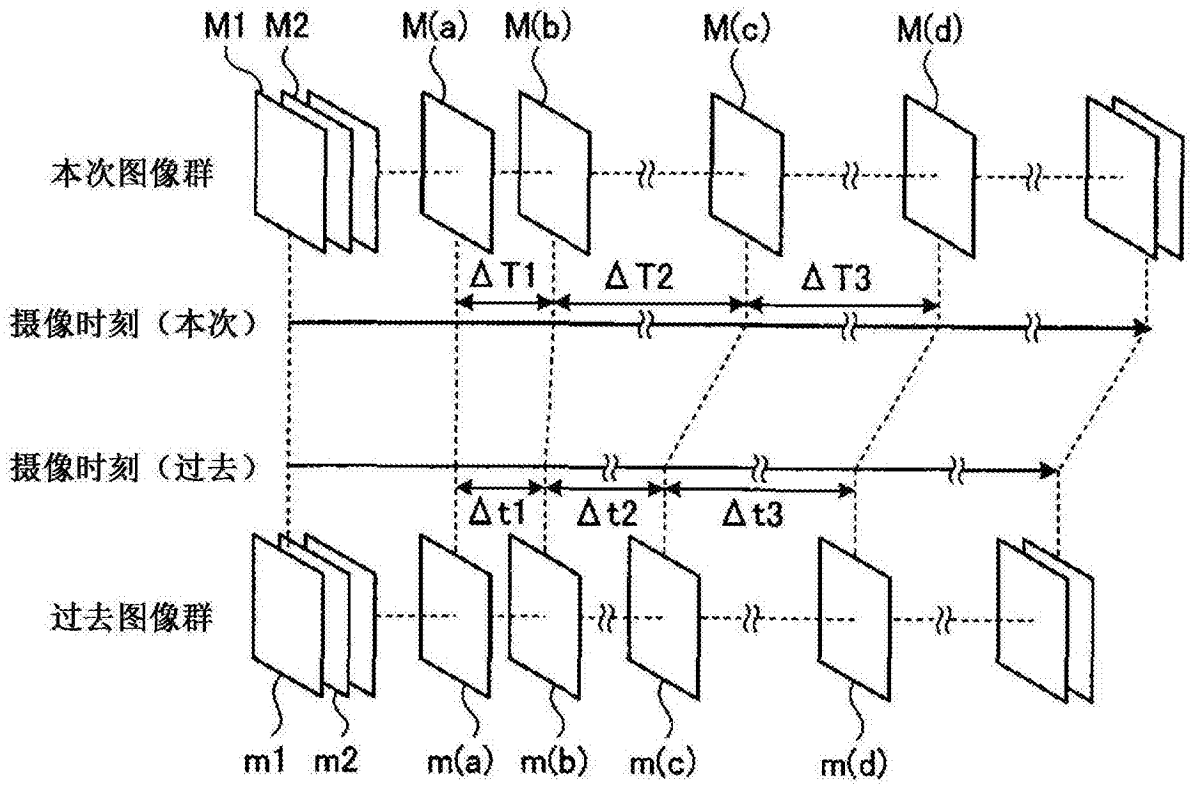 M1 M2 M(a) M(b) M(c) M(d)
本次图像群
ΔT1 ΔT2 ΔT3
摄像时刻（本次）
摄像时刻（过去）
Δt1 Δt2 Δt3
过去图像群
m1 m2 m(a) m(b) m(c) m(d)